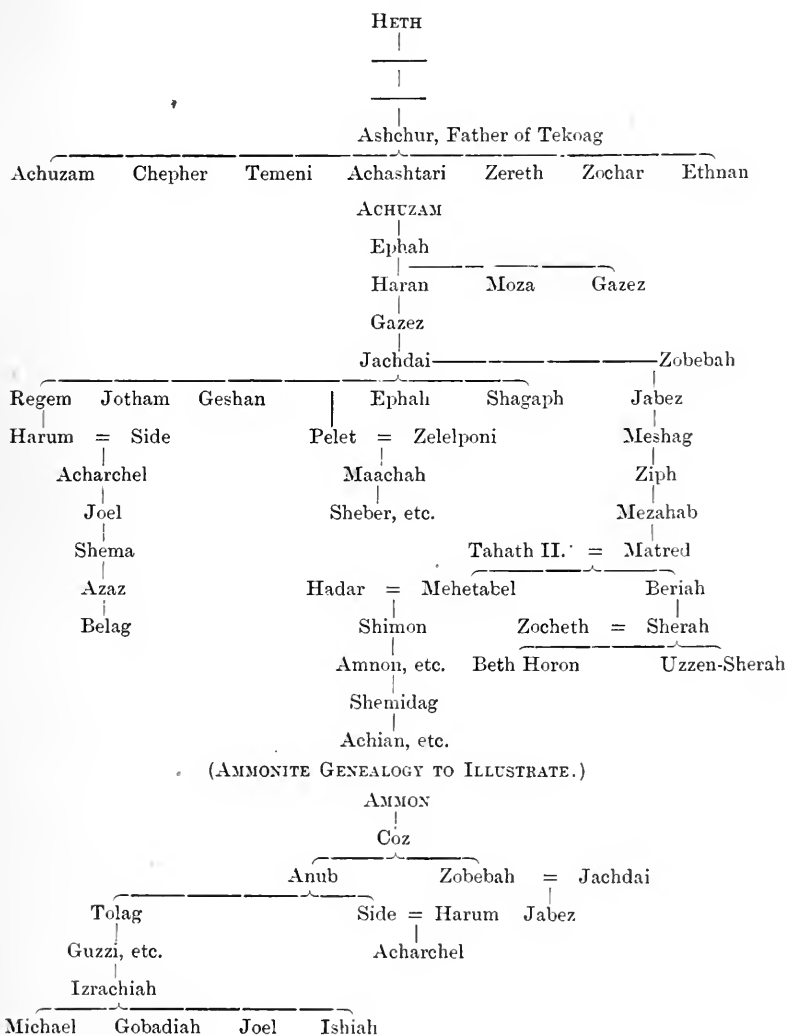 HETH
Ashchur, Father of Tekoag
Achuzam Chepher Temeni Achashtari Zereth Zochar Ethnan
ACHUZAM
Ephah
Haran Moza Gazez
Gazez
Jachdai Zobebah
Regem Jotham Geshan Ephah Shagaph Jabez
Harum = Side Pelet = Zelelponi Meshag
Acharchel Maachah Ziph
Joel Sheber, etc. Mezahab
Shema Tahath II. = Matred
Azaz Hadar = Mehetabel Beriah
Belag Shimon Zocheth = Sherah
Amnon, etc. Beth Horon Uzzen-Sherah
Shemidag
Achian, etc.
(AMMONITE GENEALOGY TO ILLUSTRATE.)
AMMON
Coz
Anub Zobebah = Jachdai
Tolag Side = Harum Jabez
Guzzi, etc. Acharchel
Izrachiah
Michael Gobadiah Joel Ishiah